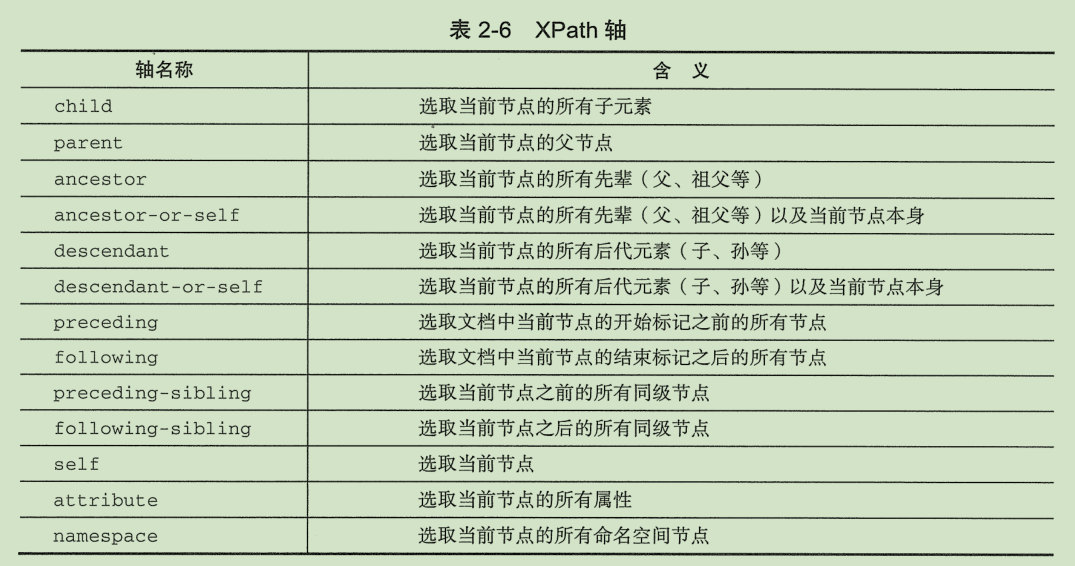 表 2-6 XPath 轴
轴名称 含 义
child 选取当前节点的所有子元素
parent 选取当前节点的父节点
ancestor 选取当前节点的所有先辈（父、祖父等）
ancestor-or-self 选取当前节点的所有先辈（父、祖父等）以及当前节点本身
descendant 选取当前节点的所有后代元素（子、孙等）
descendant-or-self 选取当前节点的所有后代元素（子、孙等）以及当前节点本身
preceding 选取文档中当前节点的开始标记之前的所有节点
following 选取文档中当前节点的结束标记之后的所有节点
preceding-sibling 选取当前节点之前的所有同级节点
following-sibling 选取当前节点之后的所有同级节点
self 选取当前节点
attribute 选取当前节点的所有属性
namespace 选取当前节点的所有命名空间节点